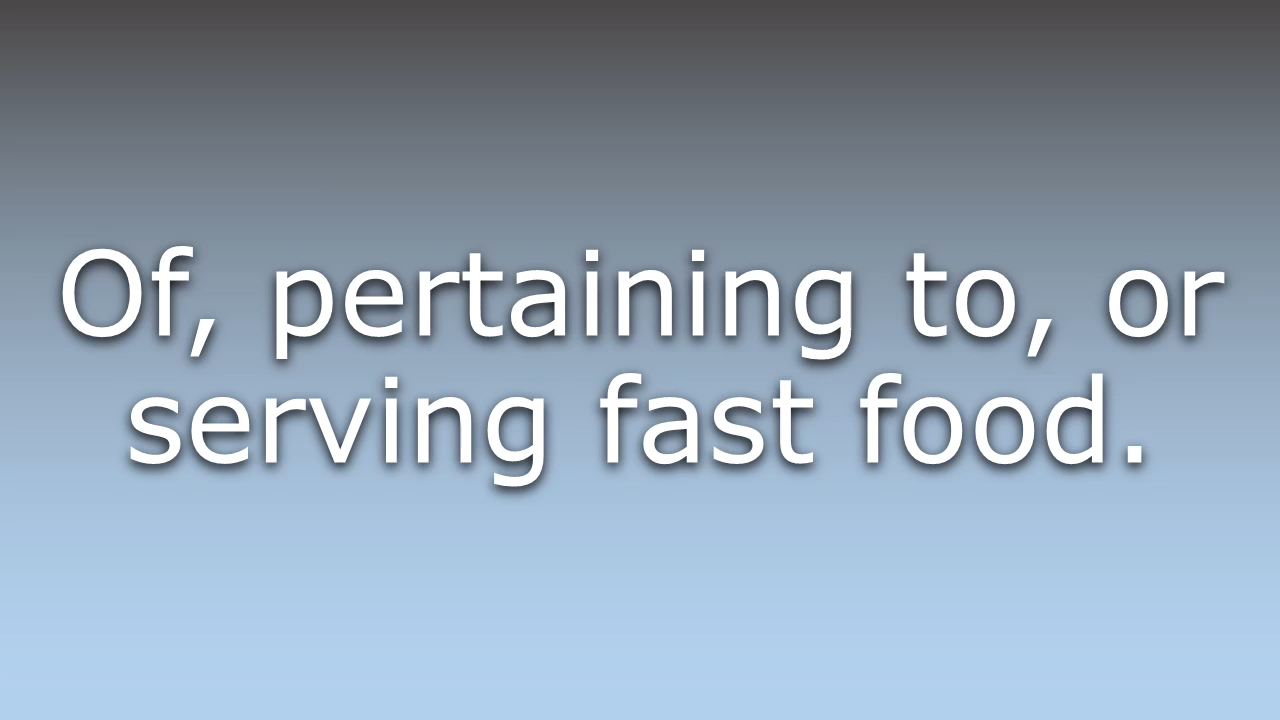 Of, pertaining to, or
serving fast food.